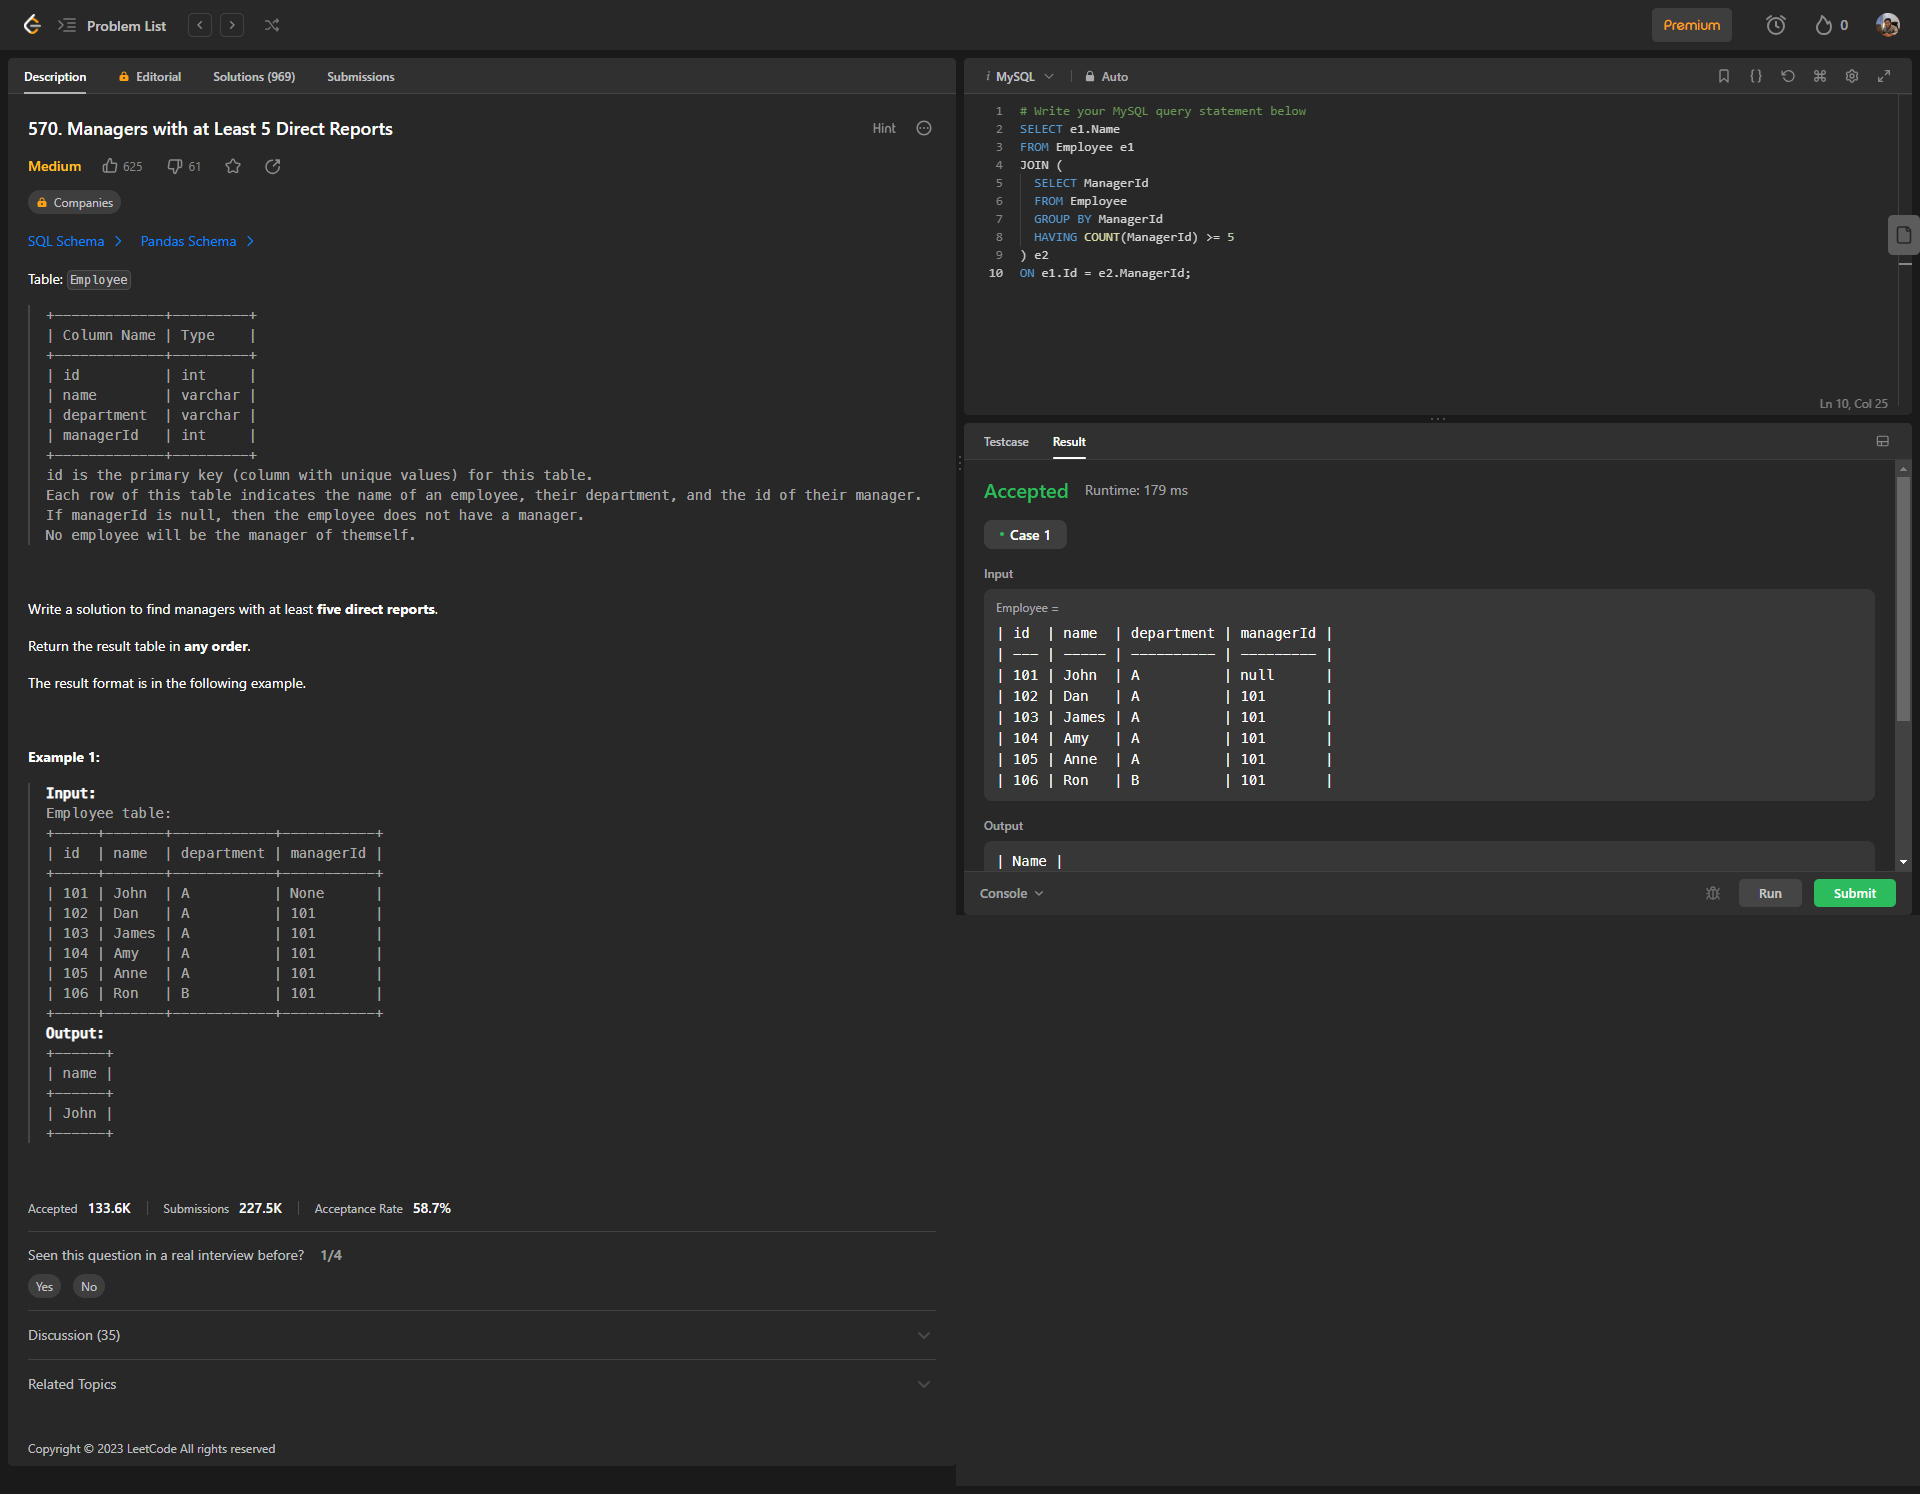 Problem List
Premium
0
Description
Editorial
Solutions (969)
Submissions
570. Managers with at Least 5 Direct Reports
Hint
Medium
625
61
Companies
SQL Schema
Pandas Schema
Table: Employee
+-------------+---------+
| Column Name | Type    |
+-------------+---------+
| id          | int     |
| name        | varchar |
| department  | varchar |
| managerId   | int     |
+-------------+---------+
id is the primary key (column with unique values) for this table.
Each row of this table indicates the name of an employee, their department, and the id of their manager.
If managerId is null, then the employee does not have a manager.
No employee will be the manager of themself.
Write a solution to find managers with at least five direct reports.
Return the result table in any order.
The result format is in the following example.
Example 1:
Input:
Employee table:
+-----+-------+------------+-----------+
| id  | name  | department | managerId |
+-----+-------+------------+-----------+
| 101 | John  | A          | None      |
| 102 | Dan   | A          | 101       |
| 103 | James | A          | 101       |
| 104 | Amy   | A          | 101       |
| 105 | Anne  | A          | 101       |
| 106 | Ron   | B          | 101       |
+-----+-------+------------+-----------+
Output:
+------+
| name |
+------+
| John |
+------+
Accepted 133.6K
Submissions 227.5K
Acceptance Rate 58.7%
Seen this question in a real interview before? 1/4
Yes
No
Discussion (35)
Related Topics
Copyright © 2023 LeetCode All rights reserved
i MySQL
Auto
1 # Write your MySQL query statement below
2 SELECT e1.Name
3 FROM Employee e1
4 JOIN (
5   SELECT ManagerId
6   FROM Employee
7   GROUP BY ManagerId
8   HAVING COUNT(ManagerId) >= 5
9 ) e2
10 ON e1.Id = e2.ManagerId;
Ln 10, Col 25
Testcase
Result
Accepted
Runtime: 179 ms
Case 1
Input
Employee =
| id  | name  | department | managerId |
| --- | ----- | ---------- | --------- |
| 101 | John  | A          | null      |
| 102 | Dan   | A          | 101       |
| 103 | James | A          | 101       |
| 104 | Amy   | A          | 101       |
| 105 | Anne  | A          | 101       |
| 106 | Ron   | B          | 101       |
Output
| Name |
Console
Run
Submit